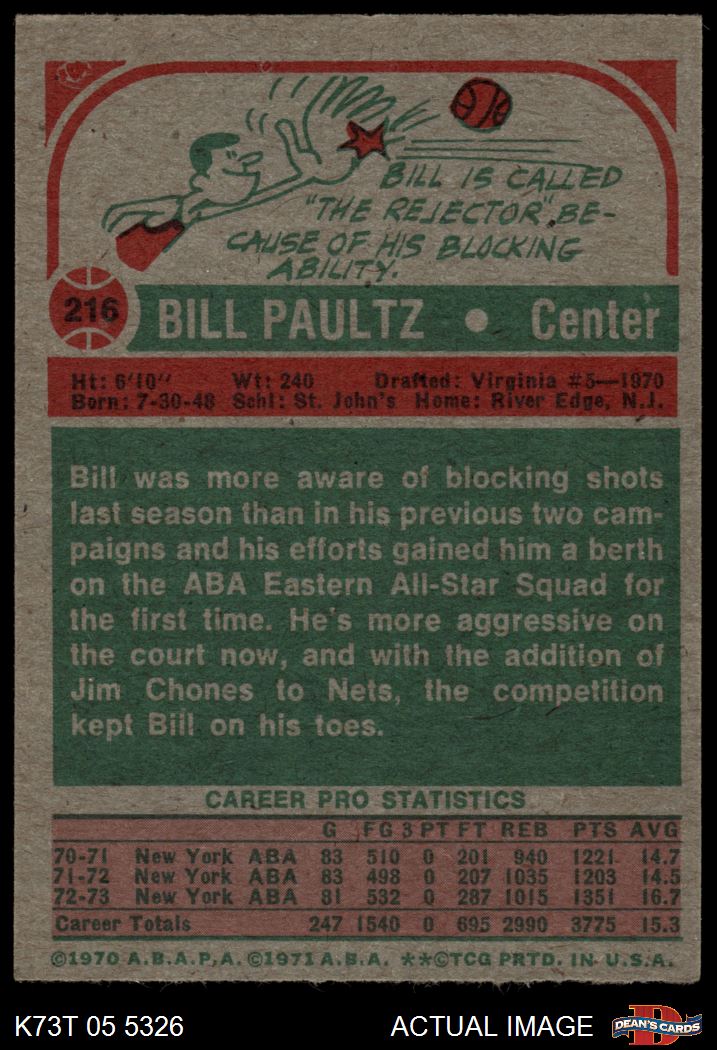 BILL IS CALLED
"THE REJECTOR" BE-
CAUSE OF HIS BLOCKING
ABILITY.
216 BILL PAULTZ • Center
Ht: 6'10" Wt: 240 Drafted: Virginia #5—1970
Born: 7-30-48 Schl: St. John's Home: River Edge, N.J.
Bill was more aware of blocking shots
last season than in his previous two cam-
paigns and his efforts gained him a berth
on the ABA Eastern All-Star Squad for
the first time. He's more aggressive on
the court now, and with the addition of
Jim Chones to Nets, the competition
kept Bill on his toes.
CAREER PRO STATISTICS
G FG 3 PT FT REB PTS AVG
70-71 New York ABA 83 510 0 201 940 1221 14.7
71-72 New York ABA 83 498 0 207 1035 1203 14.5
72-73 New York ABA 81 532 0 287 1015 1351 16.7
Career Totals 247 1540 0 695 2990 3775 15.3
©1970 A.B.A.P.A. ©1971 A.B.A. **©TCG PRTD. IN U.S.A.
K73T 05 5326 ACTUAL IMAGE D DEAN'S CARDS